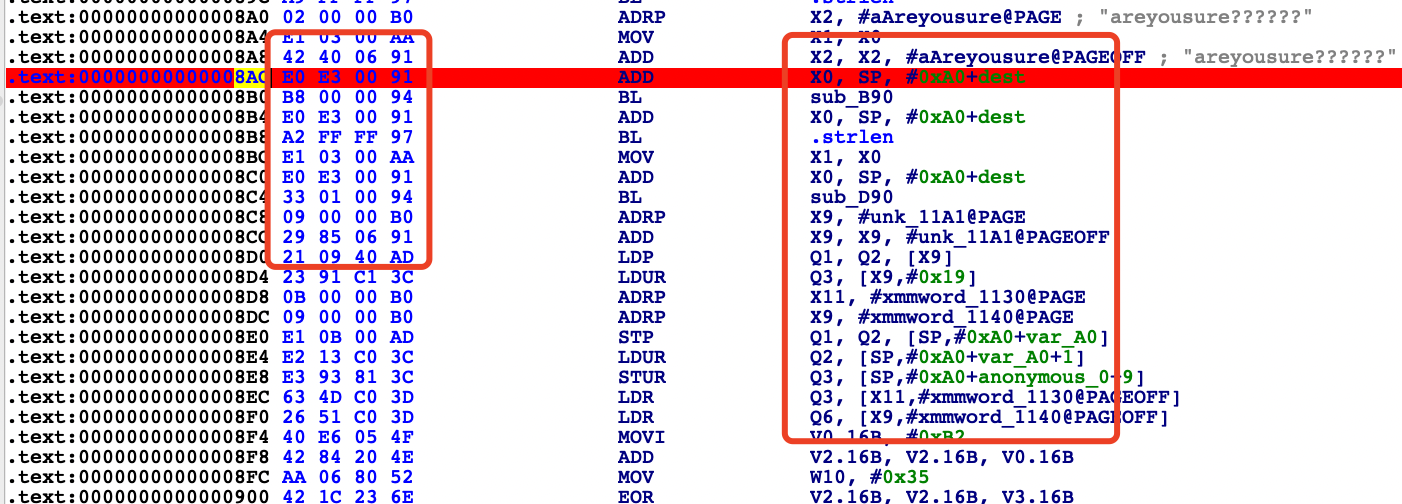 BL .strlen
.text:00000000000008A0 02 00 00 B0 ADRP X2, #aAreyousure@PAGE ; "areyousure??????"
.text:00000000000008A4 E1 03 00 AA MOV X1, X0
.text:00000000000008A8 42 40 06 91 ADD X2, X2, #aAreyousure@PAGEOFF ; "areyousure??????"
.text:00000000000008AC E0 E3 00 91 ADD X0, SP, #0xA0+dest
.text:00000000000008B0 B8 00 00 94 BL sub_B90
.text:00000000000008B4 E0 E3 00 91 ADD X0, SP, #0xA0+dest
.text:00000000000008B8 A2 FF FF 97 BL .strlen
.text:00000000000008BC E1 03 00 AA MOV X1, X0
.text:00000000000008C0 E0 E3 00 91 ADD X0, SP, #0xA0+dest
.text:00000000000008C4 33 01 00 94 BL sub_D90
.text:00000000000008C8 09 00 00 B0 ADRP X9, #unk_11A1@PAGE
.text:00000000000008CC 29 85 06 91 ADD X9, X9, #unk_11A1@PAGEOFF
.text:00000000000008D0 21 09 40 AD LDP Q1, Q2, [X9]
.text:00000000000008D4 23 91 C1 3C LDUR Q3, [X9,#0x19]
.text:00000000000008D8 0B 00 00 B0 ADRP X11, #xmmword_1130@PAGE
.text:00000000000008DC 09 00 00 B0 ADRP X9, #xmmword_1140@PAGE
.text:00000000000008E0 E1 0B 00 AD STP Q1, Q2, [SP,#0xA0+var_A0]
.text:00000000000008E4 E2 13 C0 3C LDUR Q2, [SP,#0xA0+var_A0+1]
.text:00000000000008E8 E3 93 81 3C STUR Q3, [SP,#0xA0+anonymous_0+9]
.text:00000000000008EC 63 4D C0 3D LDR Q3, [X11,#xmmword_1130@PAGEOFF]
.text:00000000000008F0 26 51 C0 3D LDR Q6, [X9,#xmmword_1140@PAGEOFF]
.text:00000000000008F4 40 E6 05 4F MOVI V0.16B, #0xB2
.text:00000000000008F8 42 84 20 4E ADD V2.16B, V2.16B, V0.16B
.text:00000000000008FC AA 06 80 52 MOV W10, #0x35
.text:0000000000000900 42 1C 23 6E EOR V2.16B, V2.16B, V3.16B